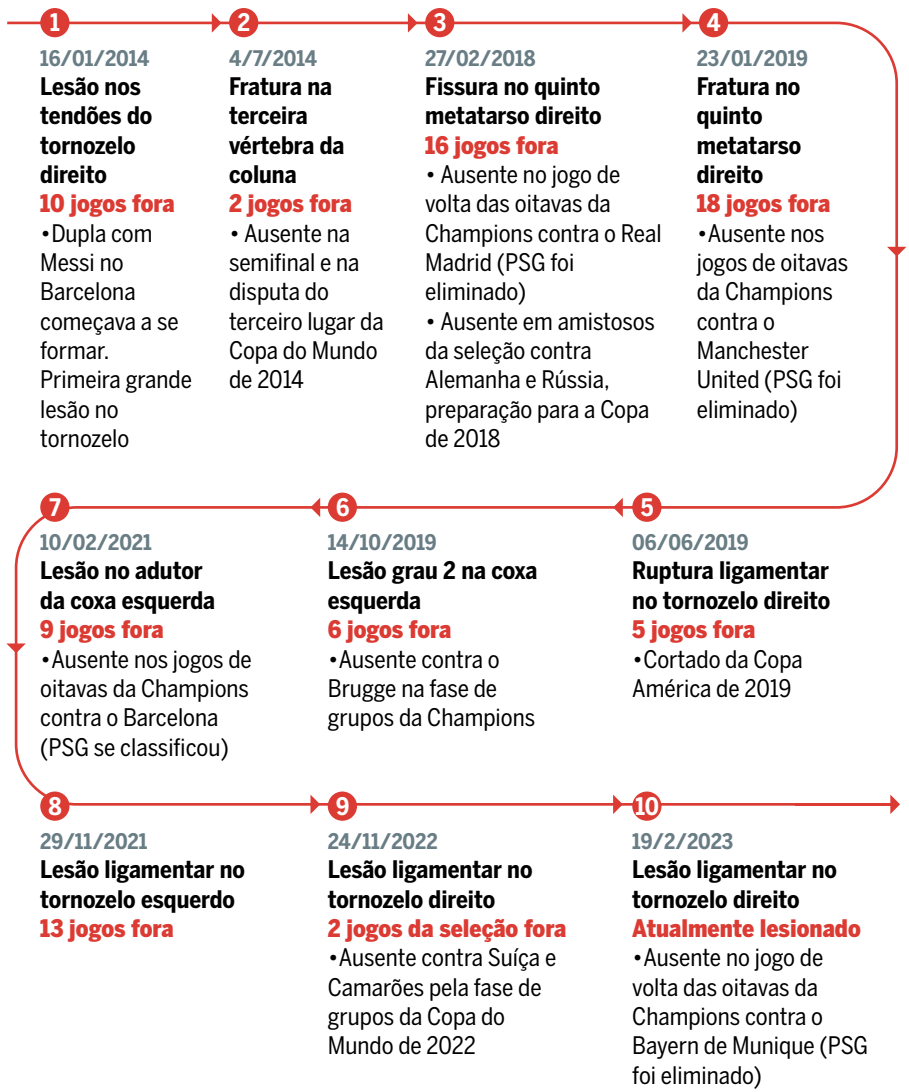 1
16/01/2014
Lesão nos
tendões do
tornozelo
direito
10 jogos fora
•Dupla com
Messi no
Barcelona
começava a se
formar.
Primeira grande
lesão no
tornozelo
2
4/7/2014
Fratura na
terceira
vértebra da
coluna
2 jogos fora
• Ausente na
semifinal e na
disputa do
terceiro lugar da
Copa do Mundo
de 2014
3
27/02/2018
Fissura no quinto
metatarso direito
16 jogos fora
• Ausente no jogo de
volta das oitavas da
Champions contra o Real
Madrid (PSG foi
eliminado)
• Ausente em amistosos
da seleção contra
Alemanha e Rússia,
preparação para a Copa
de 2018
4
23/01/2019
Fratura no
quinto
metatarso
direito
18 jogos fora
•Ausente nos
jogos de oitavas
da Champions
contra o
Manchester
United (PSG foi
eliminado)
5
06/06/2019
Ruptura ligamentar
no tornozelo direito
5 jogos fora
•Cortado da Copa
América de 2019
6
14/10/2019
Lesão grau 2 na coxa
esquerda
6 jogos fora
•Ausente contra o
Brugge na fase de
grupos da Champions
7
10/02/2021
Lesão no adutor
da coxa esquerda
9 jogos fora
•Ausente nos jogos de
oitavas da Champions
contra o Barcelona
(PSG se classificou)
8
29/11/2021
Lesão ligamentar no
tornozelo esquerdo
13 jogos fora
9
24/11/2022
Lesão ligamentar no
tornozelo direito
2 jogos da seleção fora
•Ausente contra Suíça e
Camarões pela fase de
grupos da Copa do
Mundo de 2022
10
19/2/2023
Lesão ligamentar no
tornozelo direito
Atualmente lesionado
•Ausente no jogo de
volta das oitavas da
Champions contra o
Bayern de Munique (PSG
foi eliminado)